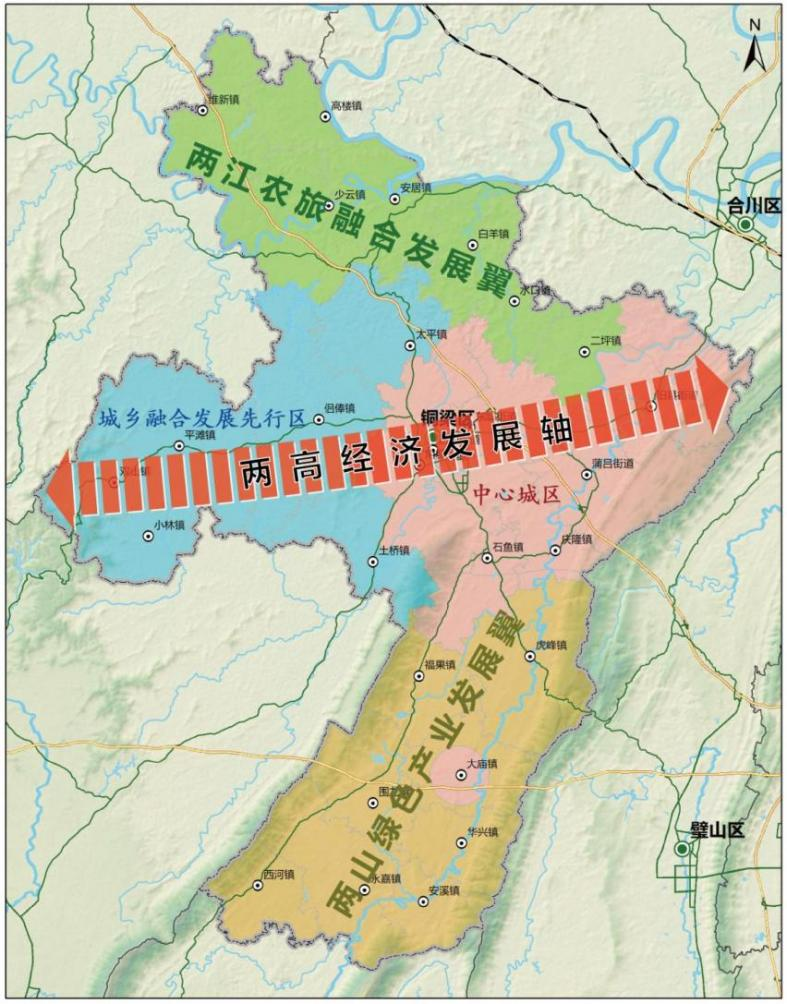 N
维新镇
高楼镇
两江农旅融合发展翼
少云镇
安居镇
合川区
白羊镇
水口镇
太平镇
二坪镇
城乡融合发展先行区
侣俸镇
铜梁区
平滩镇
两高经济发展轴
蒲吕街道
中心城区
小林镇
土桥镇
石鱼镇
庆隆镇
虎峰镇
福果镇
两山绿色产业发展翼
大庙镇
华兴镇
璧山区
西河镇
永嘉镇
安溪镇